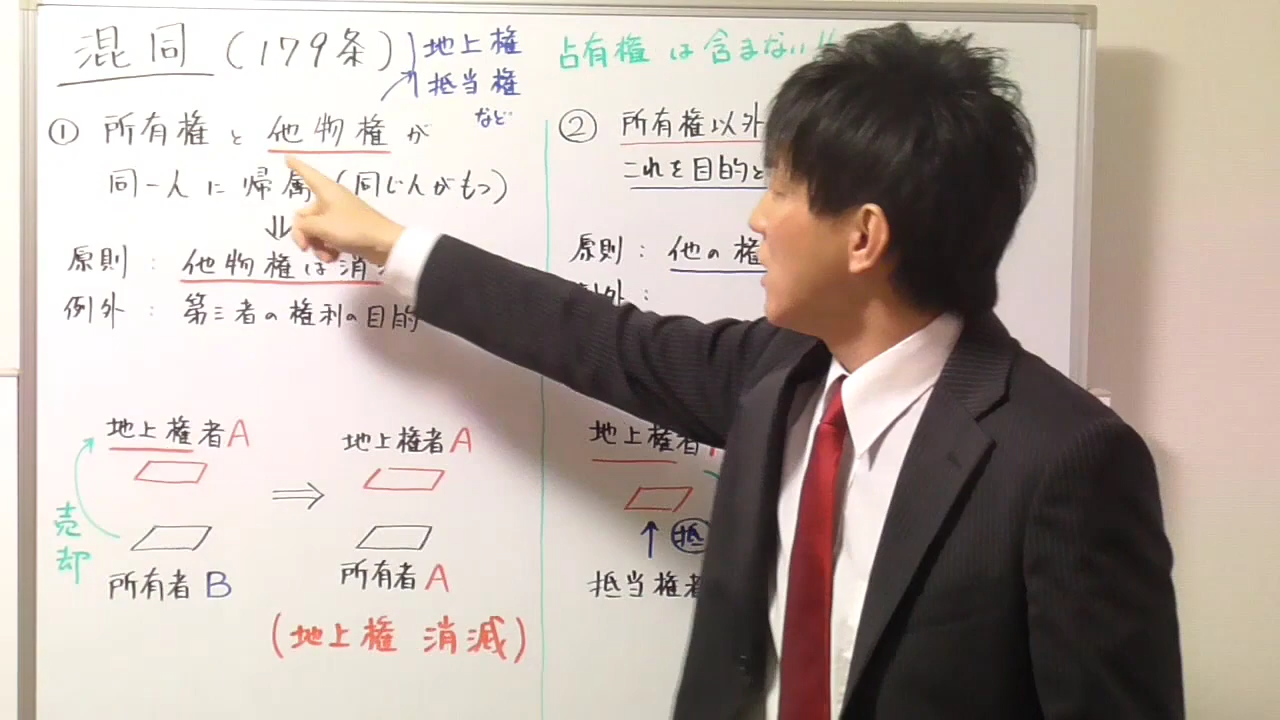 混同（179条）
地上権
抵当権
など
占有権は含まない
① 所有権と他物権が
同一人に帰属（同じ人がもつ）
⇓
原則：他物権は消
例外：第三者の権利の目的
地上権者A
売却
所有者B
⇒
地上権者A
所有者A
（地上権 消滅）
② 所有権以外
これを目的と
原則：他の権
例外：
地上権者
↑ 抵
抵当権者